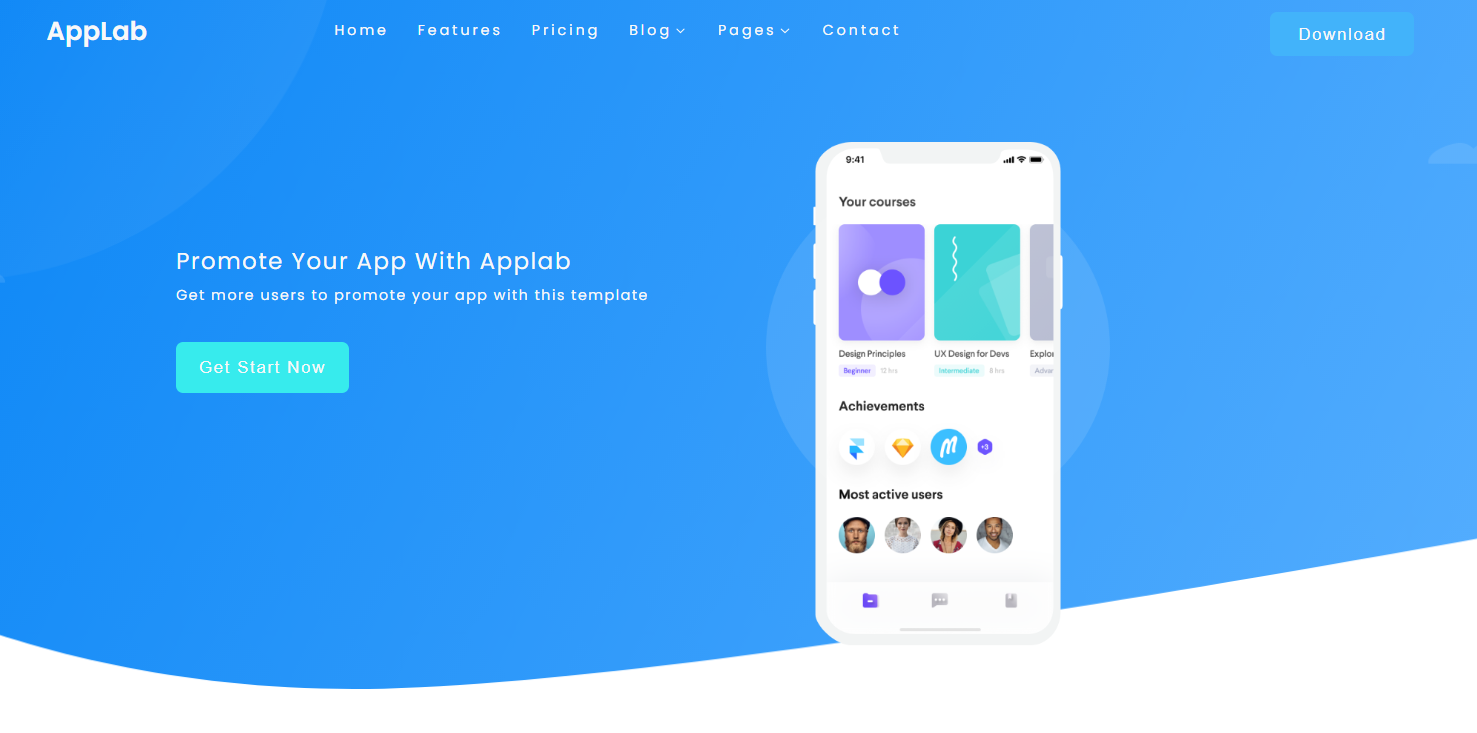 AppLab
Home Features Pricing Blog Pages Contact
Download
Promote Your App With Applab
Get more users to promote your app with this template
Get Start Now
9:41
Your courses
Design Principles
Beginner 12 hrs
UX Design for Devs
Intermediate 8 hrs
Explor
Advar
Achievements
+3
Most active users